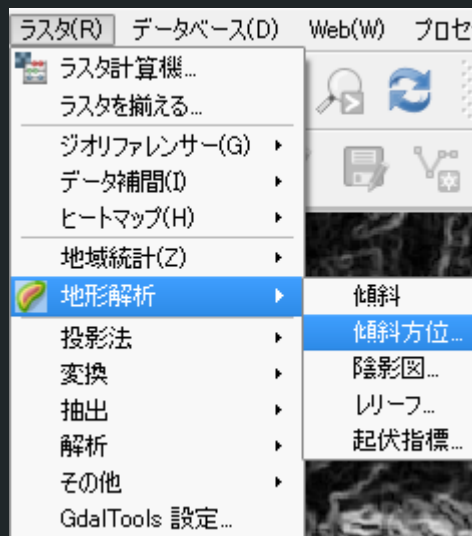 ラスタ(R) データベース(D) Web(W) プロセ
ラスタ計算機...
ラスタを揃える...
ジオリファレンサー(G)
データ補間(I)
ヒートマップ(H)
地域統計(Z)
地形解析
投影法
変換
抽出
解析
その他
GdalTools 設定...
傾斜
傾斜方位...
陰影図...
レリーフ...
起伏指標...